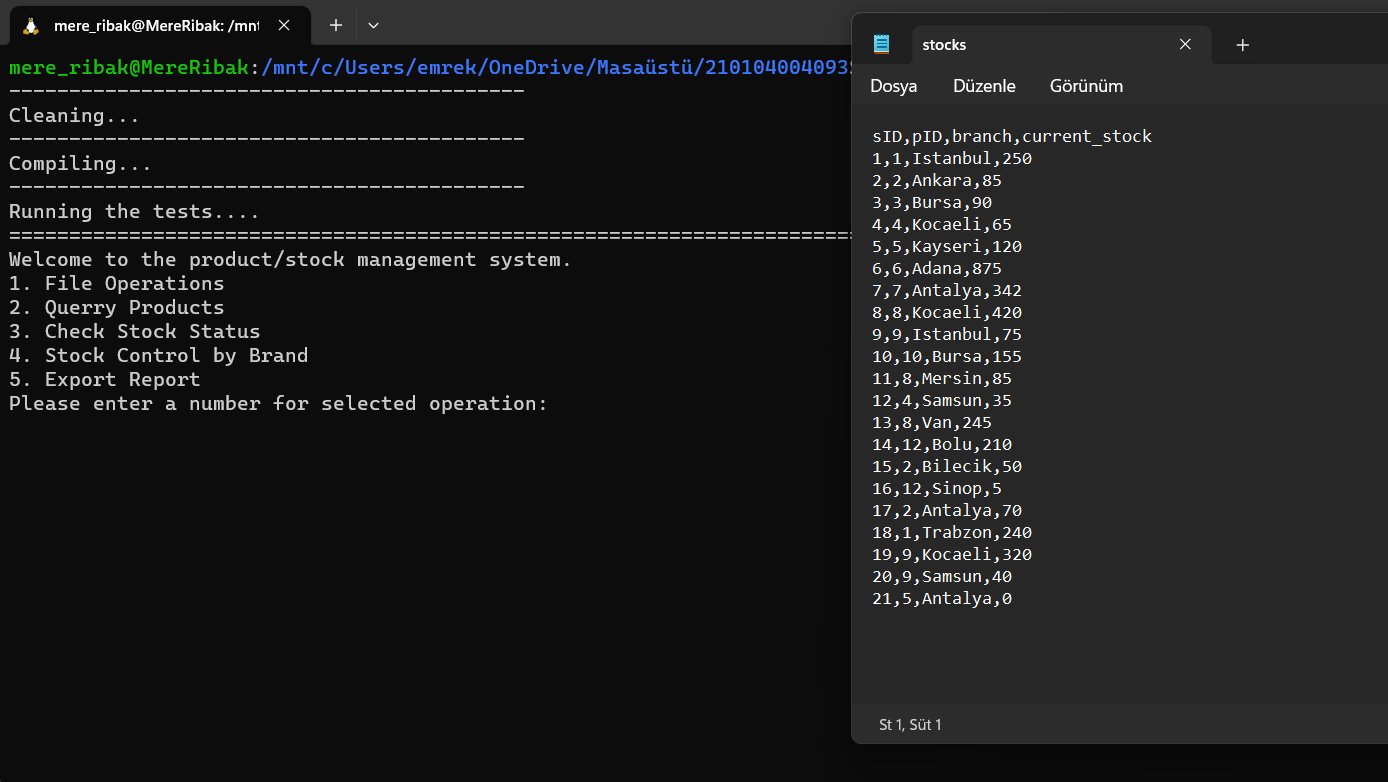 mere_ribak@MereRibak: /mnt
mere_ribak@MereRibak:/mnt/c/Users/emrek/OneDrive/Masaüstü/210104004093
-------------------------------------------
Cleaning...
-------------------------------------------
Compiling...
-------------------------------------------
Running the tests....
======================================================================
Welcome to the product/stock management system.
1. File Operations
2. Querry Products
3. Check Stock Status
4. Stock Control by Brand
5. Export Report
Please enter a number for selected operation:
stocks
Dosya Düzenle Görünüm
sID,pID,branch,current_stock
1,1,Istanbul,250
2,2,Ankara,85
3,3,Bursa,90
4,4,Kocaeli,65
5,5,Kayseri,120
6,6,Adana,875
7,7,Antalya,342
8,8,Kocaeli,420
9,9,Istanbul,75
10,10,Bursa,155
11,8,Mersin,85
12,4,Samsun,35
13,8,Van,245
14,12,Bolu,210
15,2,Bilecik,50
16,12,Sinop,5
17,2,Antalya,70
18,1,Trabzon,240
19,9,Kocaeli,320
20,9,Samsun,40
21,5,Antalya,0
St 1, Süt 1